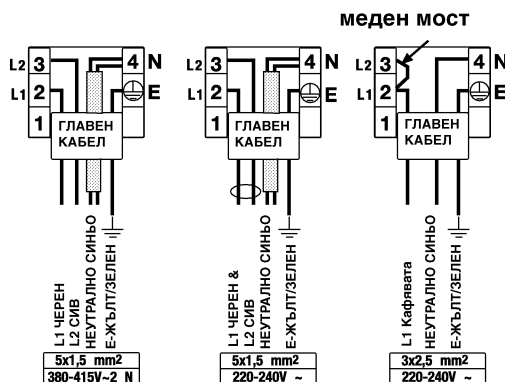 меден мост
L2 3 4 N
L1 2 E
1
ГЛАВЕН
КАБЕЛ
L1 ЧЕРЕН
L2 СИВ
НЕУТРАЛНО СИНЬО
Е-ЖЪЛТ/ЗЕЛЕН
5x1,5 mm2
380-415V~2 N
L2 3 4 N
L1 2 E
1
ГЛАВЕН
КАБЕЛ
L1 ЧЕРЕН &
L2 СИВ
НЕУТРАЛНО СИНЬО
Е-ЖЪЛТ/ЗЕЛЕН
5x1,5 mm2
220-240V ~
L2 3 4 N
L1 2 E
1
ГЛАВЕН
КАБЕЛ
L1 Кафявата
НЕУТРАЛНО СИНЬО
Е-ЖЪЛТ/ЗЕЛЕН
3x2,5 mm2
220-240V ~